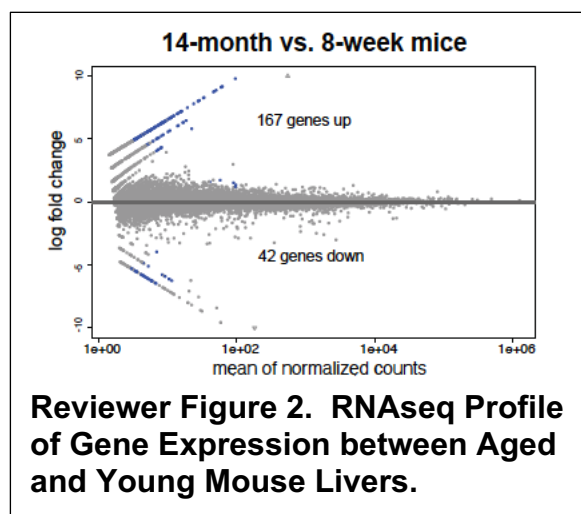 14-month vs. 8-week mice
10
5
0
-5
-10
log fold change
167 genes up
42 genes down
1e+00
1e+02
1e+04
1e+06
mean of normalized counts
Reviewer Figure 2. RNAseq Profile
of Gene Expression between Aged
and Young Mouse Livers.